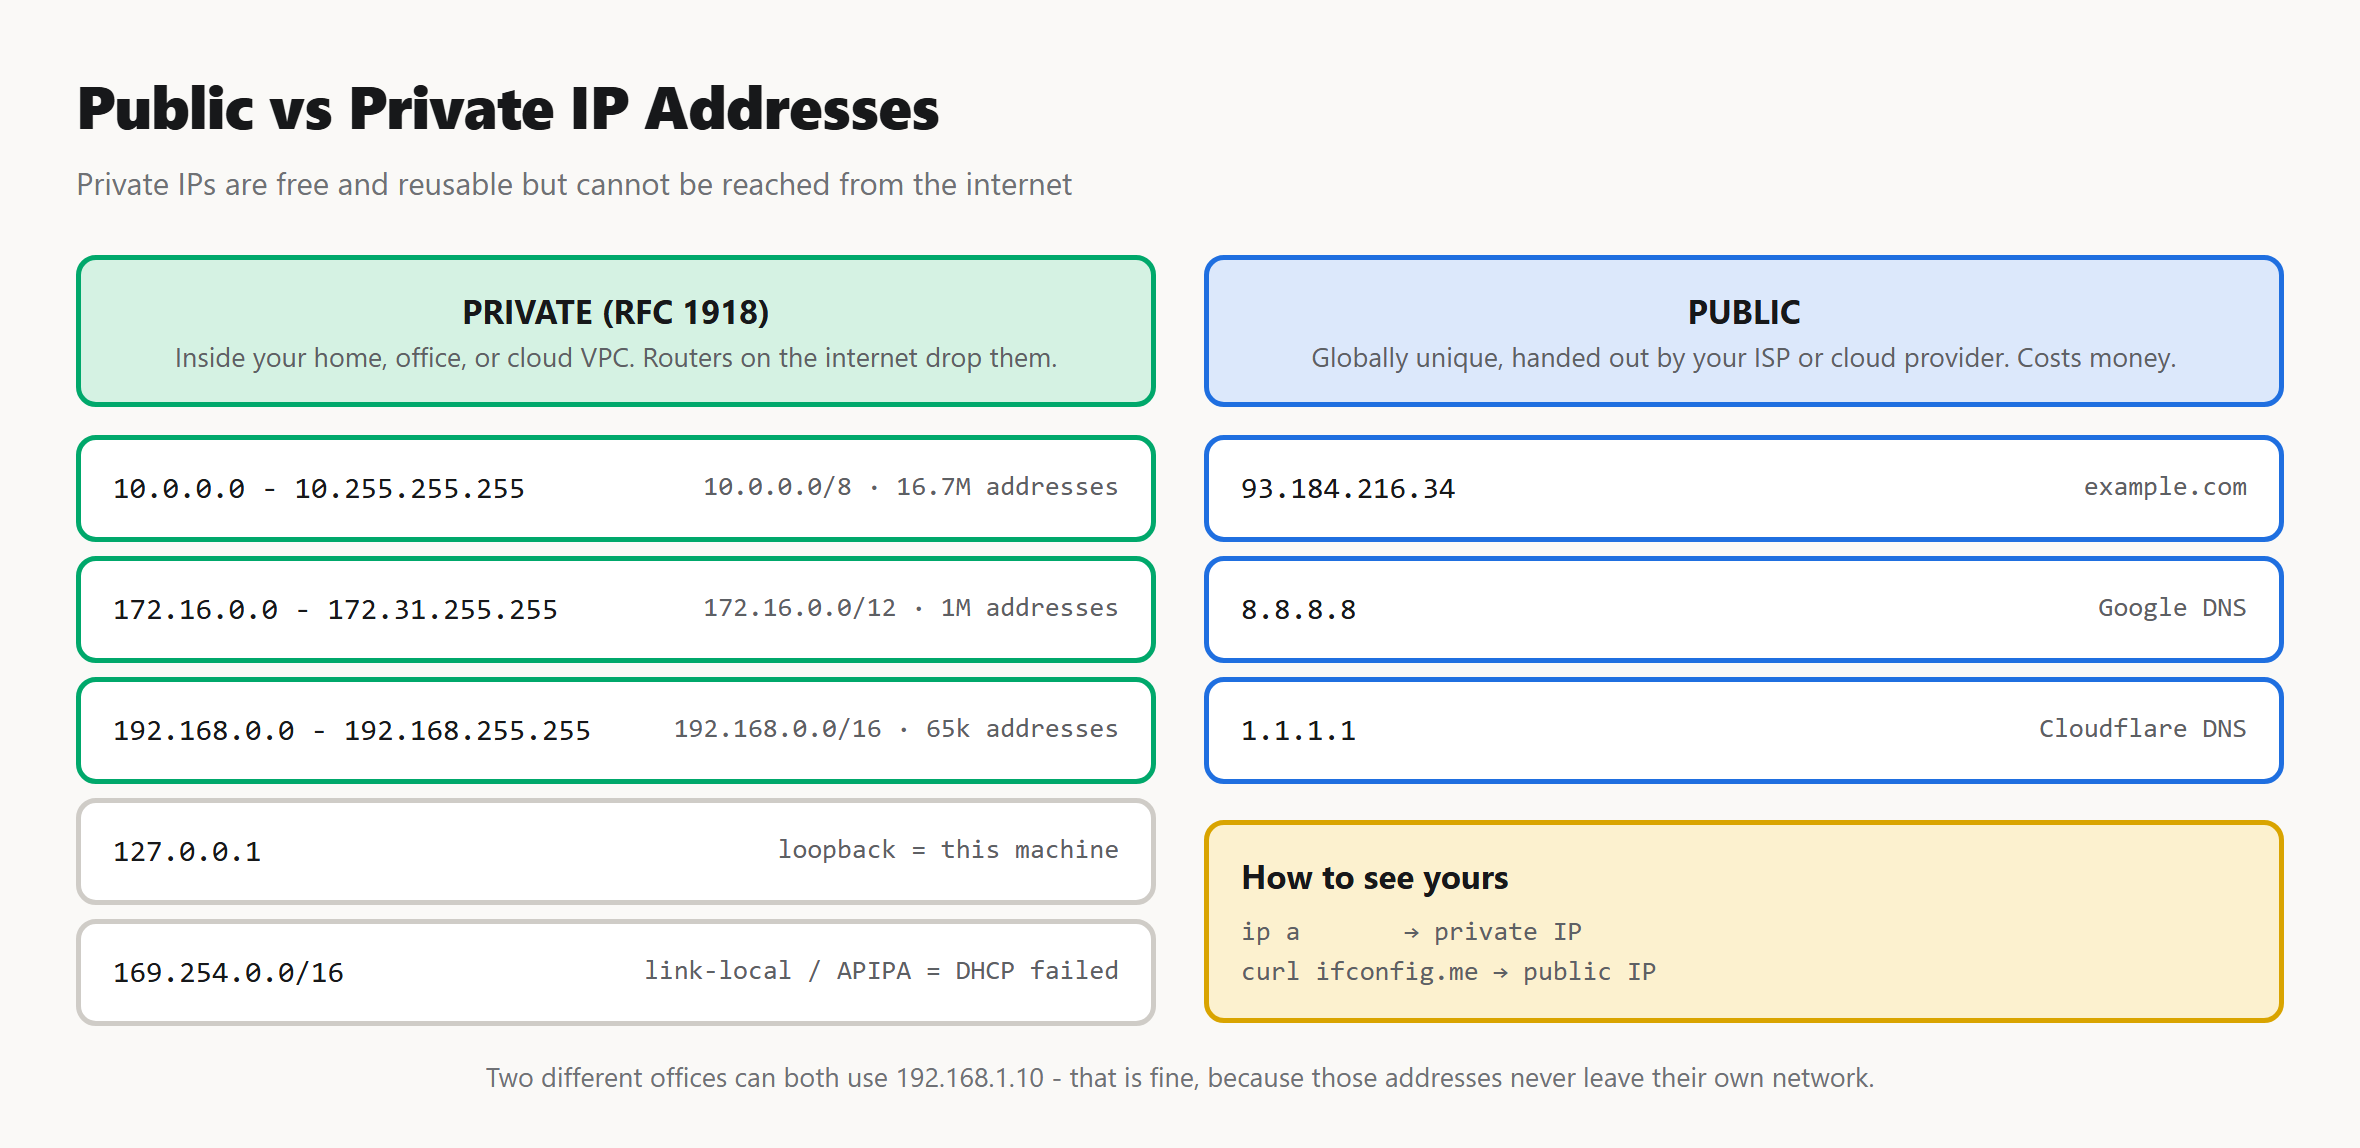 Public vs Private IP Addresses
Private IPs are free and reusable but cannot be reached from the internet
PRIVATE (RFC 1918)
Inside your home, office, or cloud VPC. Routers on the internet drop them.
10.0.0.0 - 10.255.255.255 10.0.0.0/8 · 16.7M addresses
172.16.0.0 - 172.31.255.255 172.16.0.0/12 · 1M addresses
192.168.0.0 - 192.168.255.255 192.168.0.0/16 · 65k addresses
127.0.0.1 loopback = this machine
169.254.0.0/16 link-local / APIPA = DHCP failed
PUBLIC
Globally unique, handed out by your ISP or cloud provider. Costs money.
93.184.216.34 example.com
8.8.8.8 Google DNS
1.1.1.1 Cloudflare DNS
How to see yours
ip a → private IP
curl ifconfig.me → public IP
Two different offices can both use 192.168.1.10 - that is fine, because those addresses never leave their own network.